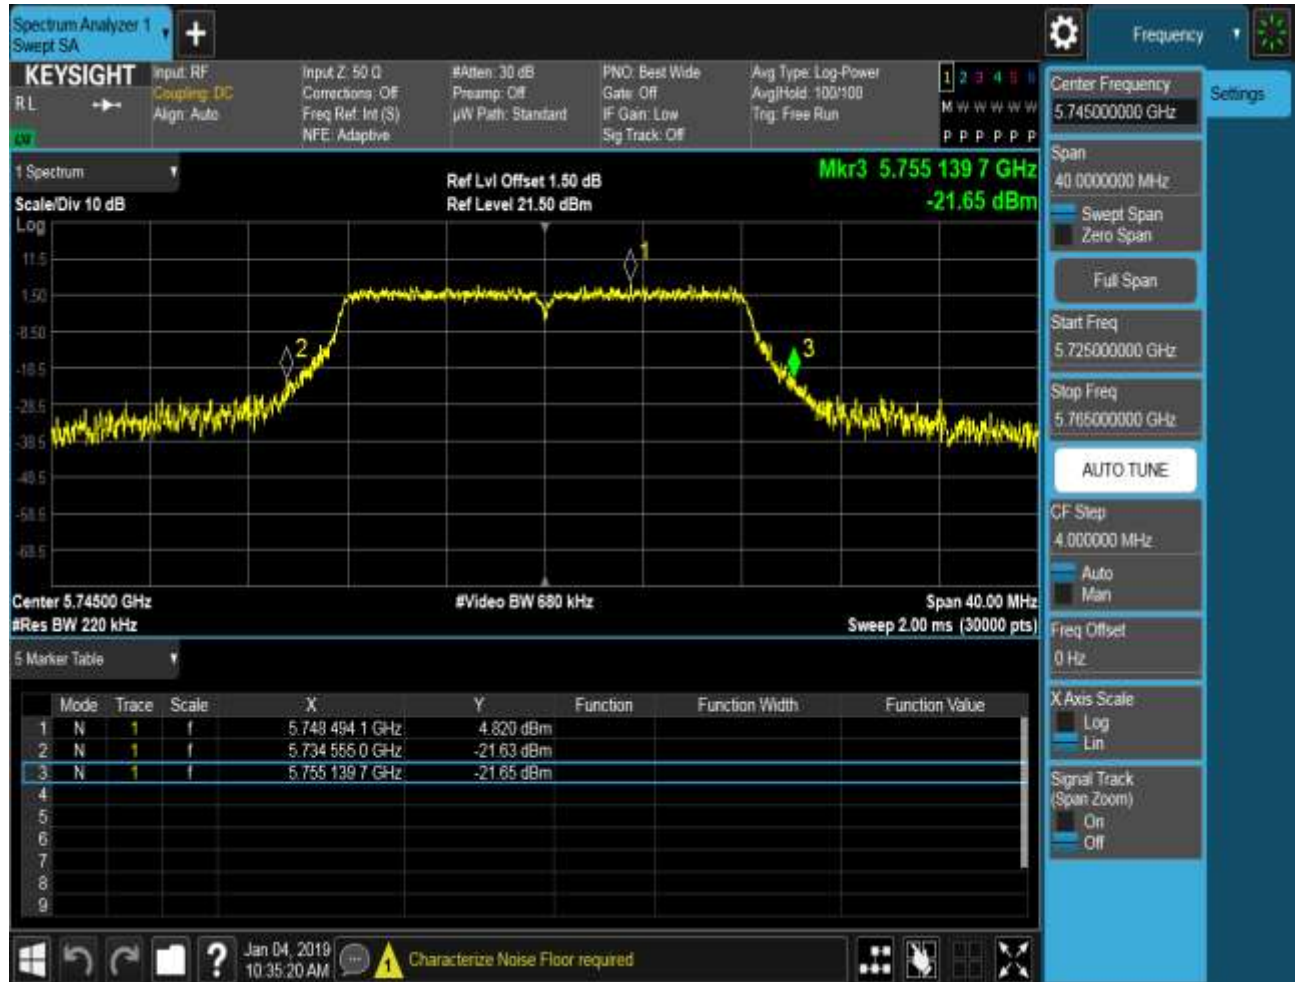 Spectrum Analyzer 1
Swept SA
+
Frequency
KEYSIGHT
RL
Input: RF
Coupling: DC
Align: Auto
Input Z: 50 Ω
Corrections: Off
Freq Ref: Int (S)
NFE: Adaptive
#Atten: 30 dB
Preamp: Off
µW Path: Standard
PNO: Best Wide
Gate: Off
IF Gain: Low
Sig Track: Off
Avg Type: Log-Power
Avg|Hold: 100/100
Trig: Free Run
1 2 3 4 5 6
M W W W W W
P P P P P P
1 Spectrum
Scale/Div 10 dB
Ref Lvl Offset 1.50 dB
Ref Level 21.50 dBm
Mkr3 5.755 139 7 GHz
-21.65 dBm
Log
11.5
1.50
-8.50
-18.5
-28.5
-38.5
-48.5
-58.5
-68.5
1
2
3
Center 5.74500 GHz
#Video BW 680 kHz
Span 40.00 MHz
#Res BW 220 kHz
Sweep 2.00 ms (30000 pts)
5 Marker Table
Mode Trace Scale X Y Function Function Width Function Value
1 N 1 f 5.748 494 1 GHz 4.820 dBm
2 N 1 f 5.734 555 0 GHz -21.63 dBm
3 N 1 f 5.755 139 7 GHz -21.65 dBm
4
5
6
7
8
9
Center Frequency
5.745000000 GHz
Settings
Span
40.0000000 MHz
Swept Span
Zero Span
Full Span
Start Freq
5.725000000 GHz
Stop Freq
5.765000000 GHz
AUTO TUNE
CF Step
4.000000 MHz
Auto
Man
Freq Offset
0 Hz
X Axis Scale
Log
Lin
Signal Track
(Span Zoom)
On
Off
?
Jan 04, 2019
10:35:20 AM
1
Characterize Noise Floor required